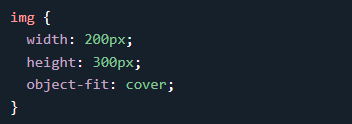 img {
  width: 200px;
  height: 300px;
  object-fit: cover;
}